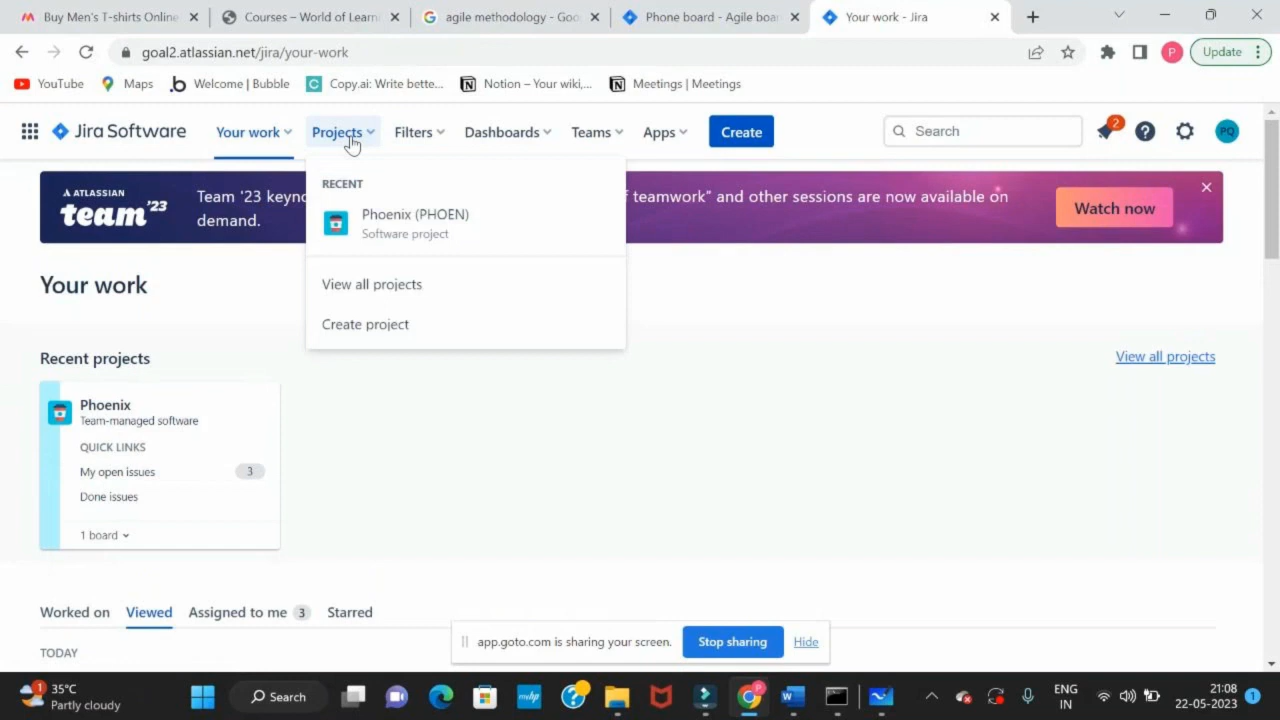 Buy Men's T-shirts Online
Courses – World of Learn
agile methodology - Goo
Phone board - Agile boar
Your work - Jira
goal2.atlassian.net/jira/your-work
P
Update
YouTube
Maps
Welcome | Bubble
Copy.ai: Write bette...
Notion – Your wiki,...
Meetings | Meetings
Jira Software
Your work
Projects
Filters
Dashboards
Teams
Apps
Create
Search
2
PQ
ATLASSIAN
team'23
Team '23 keyno
f teamwork" and other sessions are now available on
demand.
Watch now
RECENT
Phoenix (PHOEN)
Software project
View all projects
Create project
Your work
Recent projects
View all projects
Phoenix
Team-managed software
QUICK LINKS
My open issues 3
Done issues
1 board
Worked on
Viewed
Assigned to me 3
Starred
TODAY
app.goto.com is sharing your screen.
Stop sharing
Hide
1
35°C
Partly cloudy
Search
ENG
IN
21:08
22-05-2023
1